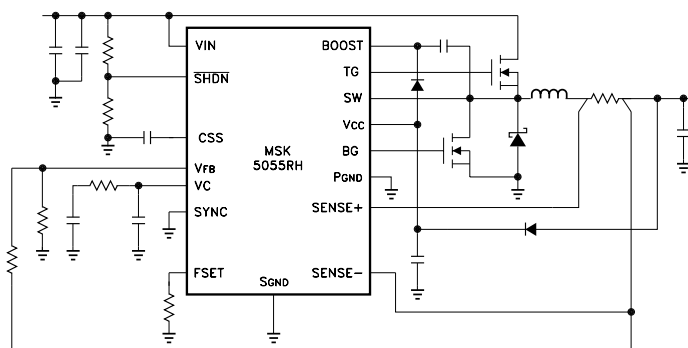 VIN
SHDN
CSS
VFB
VC
SYNC
FSET
MSK
5055RH
SGND
BOOST
TG
SW
VCC
BG
PGND
SENSE+
SENSE-